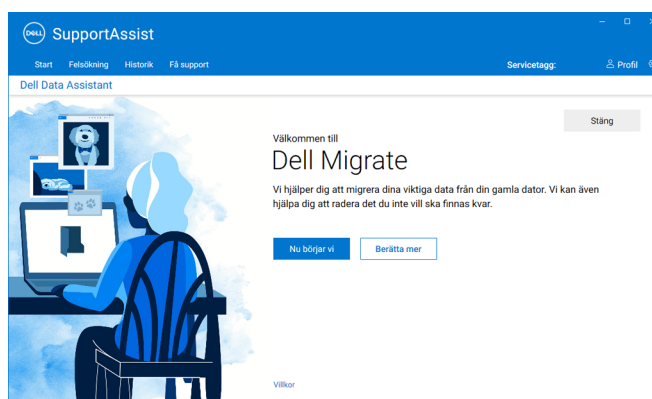 DELL SupportAssist
Start Felsökning Historik Få support Servicetagg: Profil
Dell Data Assistant
Stäng
Välkommen till
Dell Migrate
Vi hjälper dig att migrera dina viktiga data från din gamla dator. Vi kan även
hjälpa dig att radera det du inte vill ska finnas kvar.
Nu börjar vi Berätta mer
Villkor